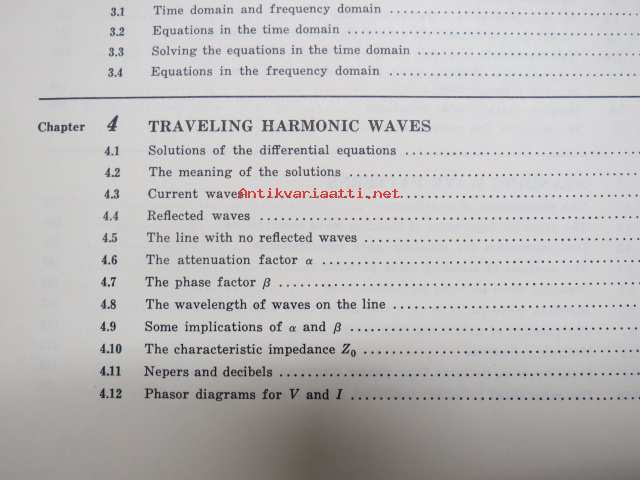 3.1 Time domain and frequency domain ........................................
3.2 Equations in the time domain ........................................
3.3 Solving the equations in the time domain ........................................
3.4 Equations in the frequency domain ........................................
Chapter 4 TRAVELING HARMONIC WAVES
4.1 Solutions of the differential equations ........................................
4.2 The meaning of the solutions ........................................
4.3 Current waves ........................................
Antikvariaatti.net
4.4 Reflected waves ........................................
4.5 The line with no reflected waves ........................................
4.6 The attenuation factor α ........................................
4.7 The phase factor β ........................................
4.8 The wavelength of waves on the line ........................................
4.9 Some implications of α and β ........................................
4.10 The characteristic impedance Z₀ ........................................
4.11 Nepers and decibels ........................................
4.12 Phasor diagrams for V and I ........................................